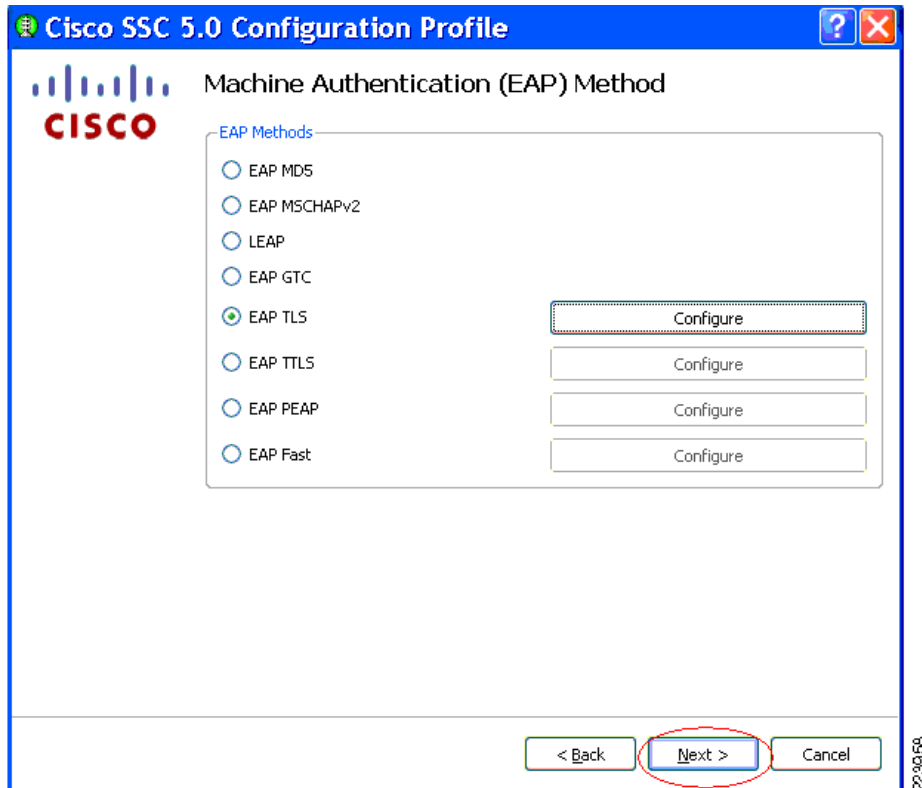 Cisco SSC 5.0 Configuration Profile
?
CISCO
Machine Authentication (EAP) Method
EAP Methods
EAP MD5
EAP MSCHAPv2
LEAP
EAP GTC
EAP TLS Configure
EAP TTLS Configure
EAP PEAP Configure
EAP Fast Configure
< Back Next > Cancel